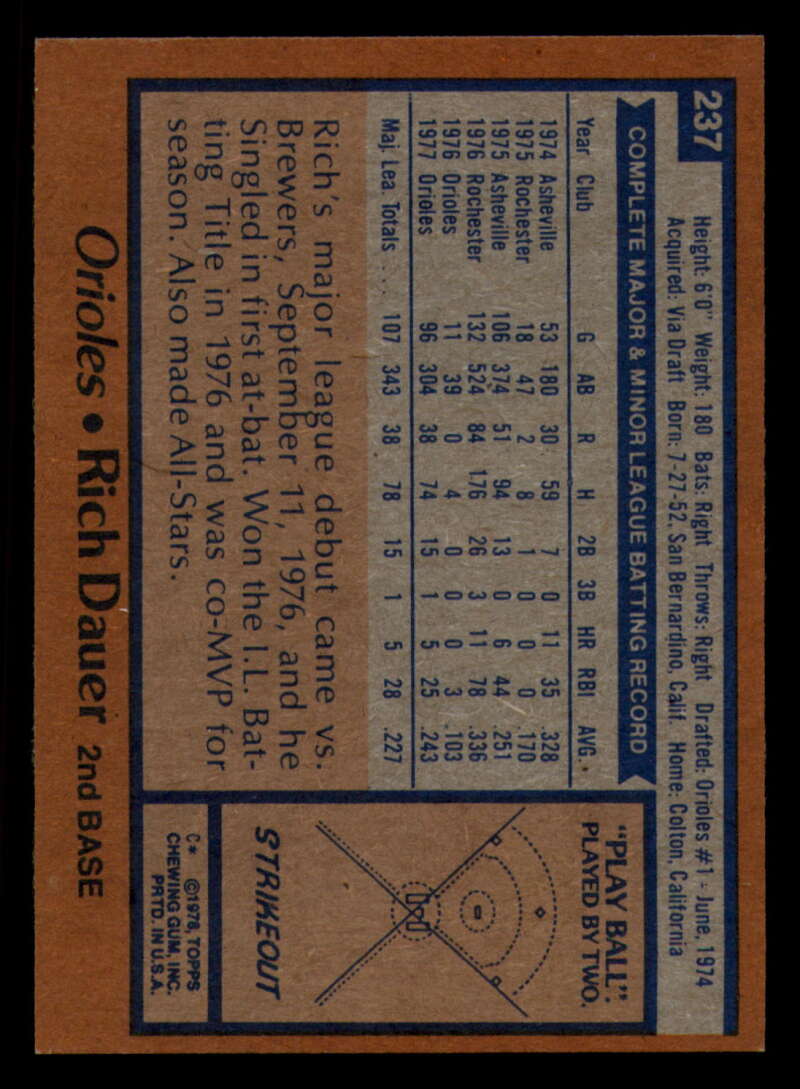 237
Height: 6'0" Weight: 180 Bats: Right Throws: Right Drafted: Orioles #1 - June, 1974
Acquired: Via Draft Born: 7-27-52, San Bernardino, Calif. Home: Colton, California
COMPLETE MAJOR & MINOR LEAGUE BATTING RECORD
Year Club G AB R H 2B 3B HR RBI AVG.
1974 Asheville 53 180 30 59 7 0 11 35 .328
1975 Rochester 18 47 2 8 1 0 0 0 .170
1975 Asheville 106 374 51 94 13 0 6 44 .251
1976 Rochester 132 524 84 176 26 3 11 78 .336
1976 Orioles 11 39 0 4 0 0 0 3 .103
1977 Orioles 96 304 38 74 15 1 5 25 .243
Maj. Lea. Totals .... 107 343 38 78 15 1 5 28 .227
Rich's major league debut came vs.
Brewers, September 11, 1976, and he
Singled in first at-bat. Won the I.L. Bat-
ting Title in 1976 and was co-MVP for
season. Also made All-Stars.
"PLAY BALL":
PLAYED BY TWO.
STRIKEOUT
C* ©1978, TOPPS
CHEWING GUM, INC.
PRTD. IN U.S.A.
Orioles • Rich Dauer 2nd BASE